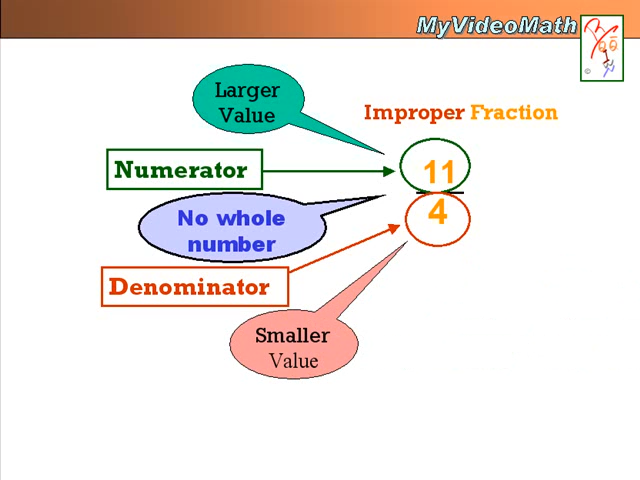 MyVideoMath
Larger
Value
Improper Fraction
Numerator
11
No whole
number
4
Denominator
Smaller
Value